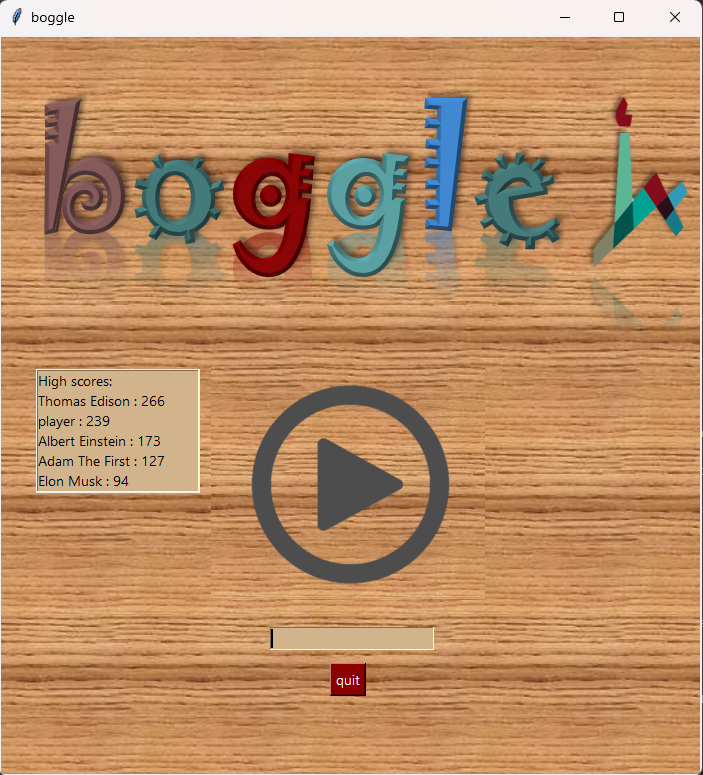 boggle
boggle
High scores:
Thomas Edison : 266
player : 239
Albert Einstein : 173
Adam The First : 127
Elon Musk : 94
quit